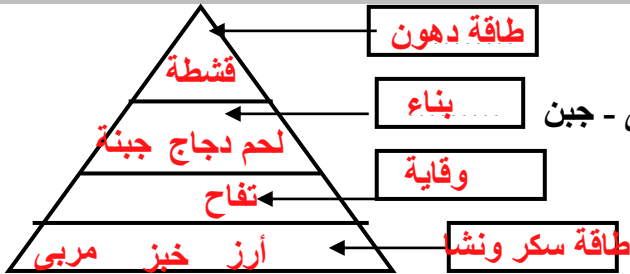 طاقة دهون
قشطة
بناء
- جبن
لحم دجاج جبنة
وقاية
تفاح
طاقة سكر ونشا
أرز خبز مربى